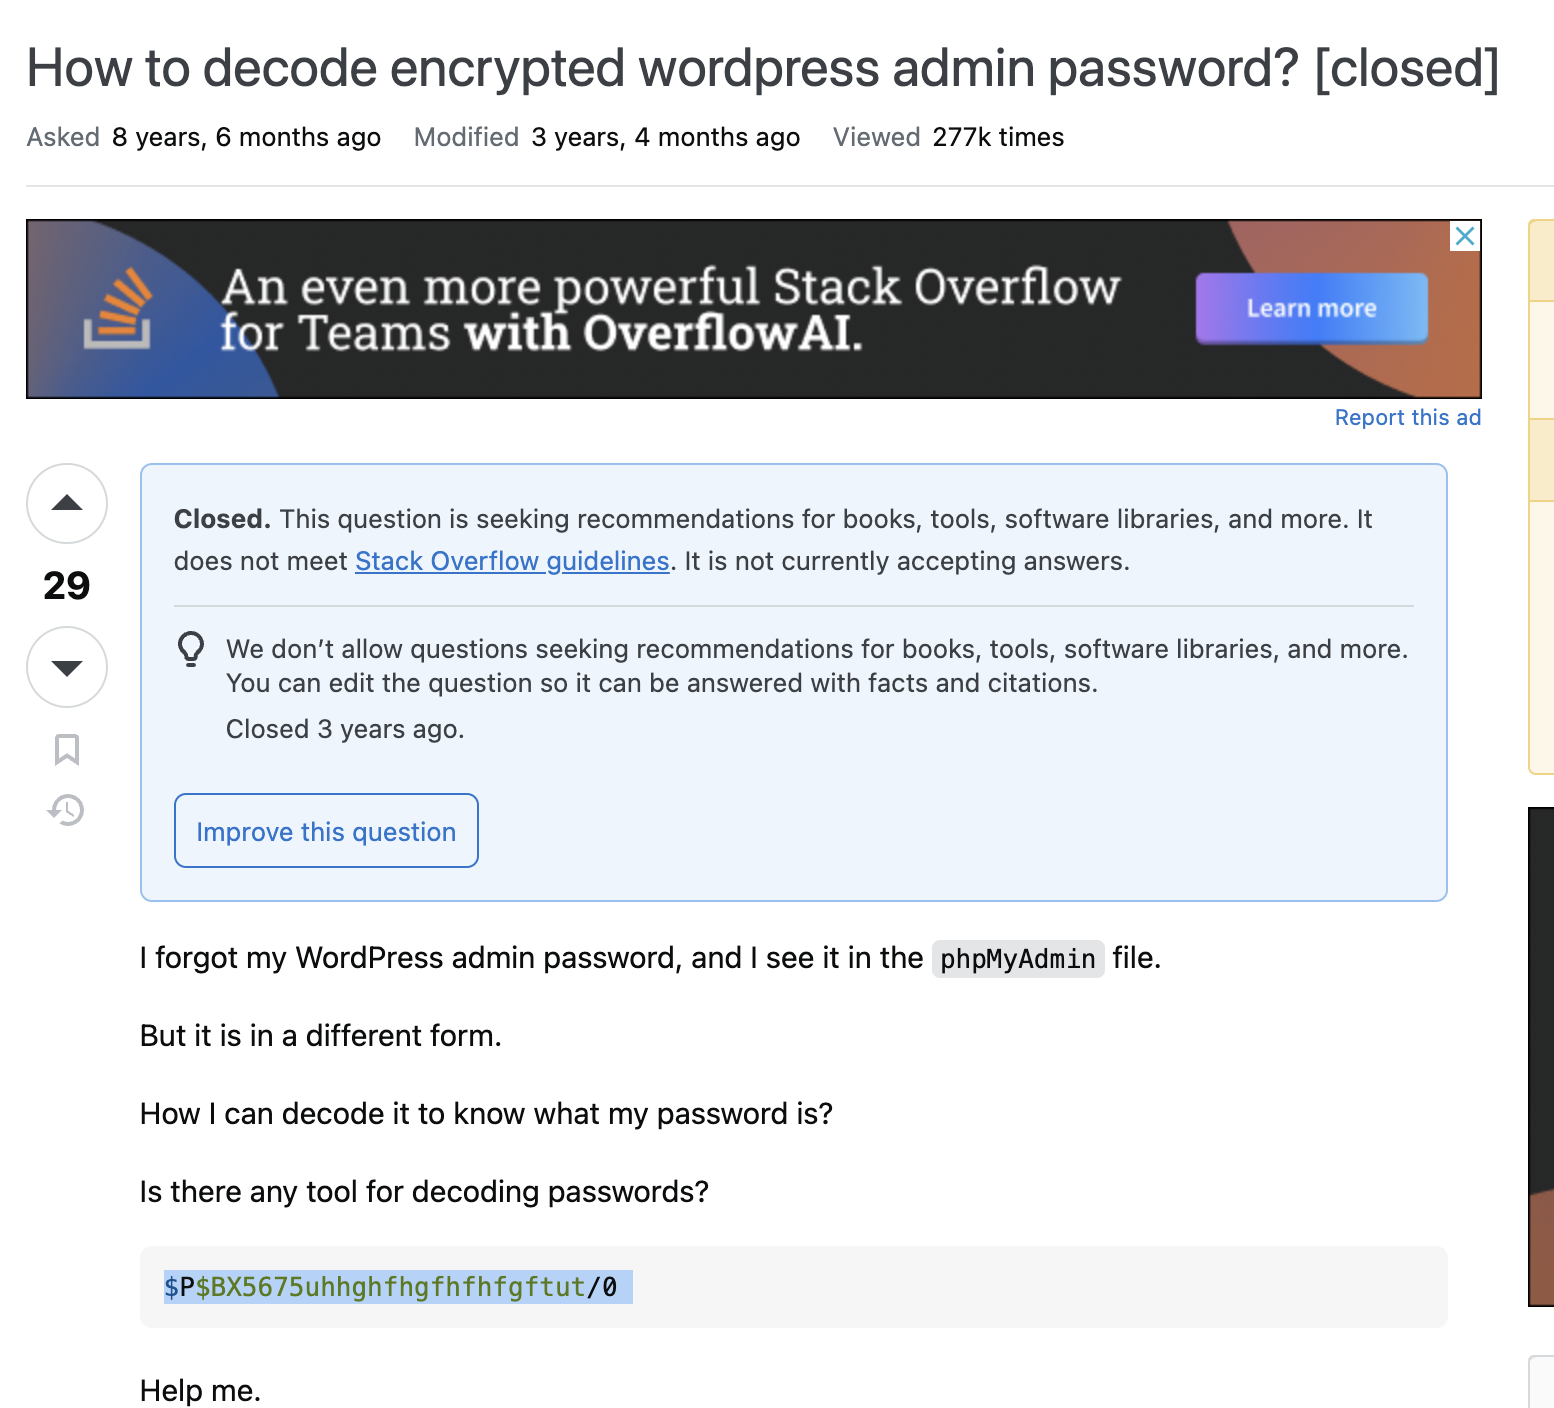 How to decode encrypted wordpress admin password? [closed]
Asked 8 years, 6 months ago Modified 3 years, 4 months ago Viewed 277k times
An even more powerful Stack Overflow
for Teams with OverflowAI.
Learn more
Report this ad
29
Closed. This question is seeking recommendations for books, tools, software libraries, and more. It
does not meet Stack Overflow guidelines. It is not currently accepting answers.
We don’t allow questions seeking recommendations for books, tools, software libraries, and more.
You can edit the question so it can be answered with facts and citations.
Closed 3 years ago.
Improve this question
I forgot my WordPress admin password, and I see it in the phpMyAdmin file.
But it is in a different form.
How I can decode it to know what my password is?
Is there any tool for decoding passwords?
$P$BX5675uhhghfhgfhfhfgftut/0
Help me.